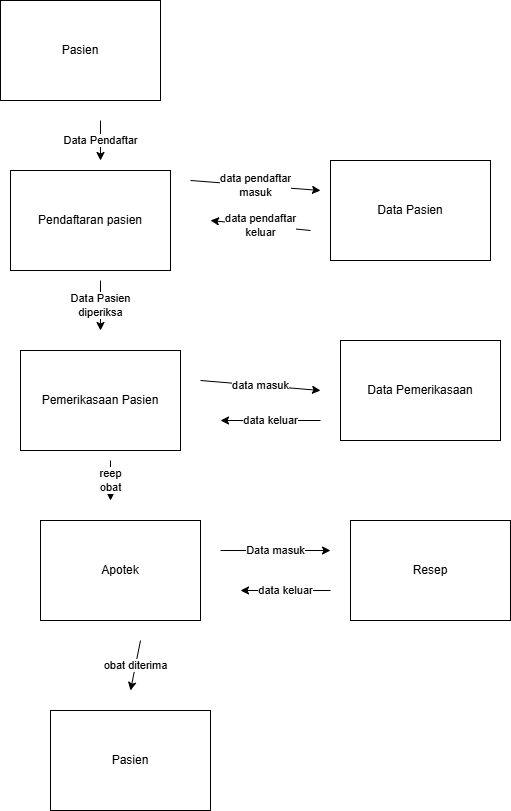 Pasien
Data Pendaftar
Pendaftaran pasien
data pendaftar
masuk
data pendaftar
keluar
Data Pasien
Data Pasien
diperiksa
Pemerikasaan Pasien
data masuk
data keluar
Data Pemerikasaan
reep
obat
Apotek
Data masuk
data keluar
Resep
obat diterima
Pasien